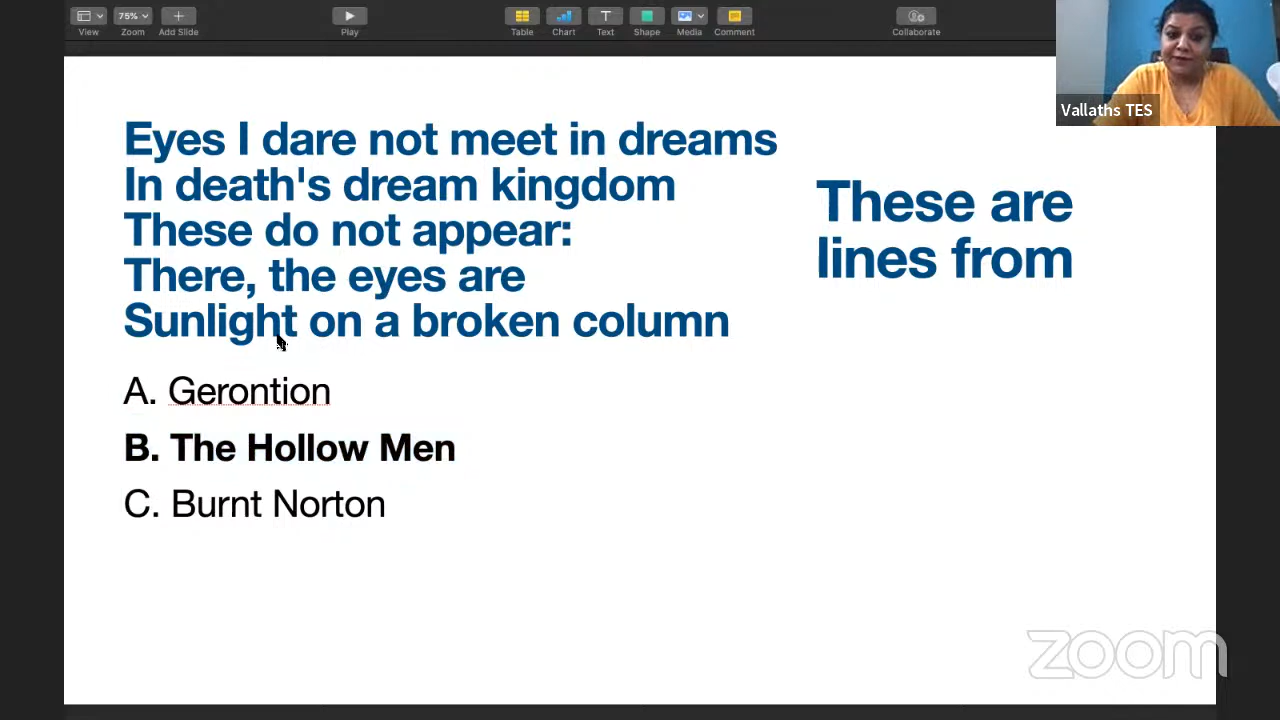 View
75%
Zoom
Add Slide
Play
Table
Chart
Text
Shape
Media
Comment
Collaborate
Vallaths TES
Eyes I dare not meet in dreams
In death's dream kingdom
These do not appear:
There, the eyes are
Sunlight on a broken column
These are
lines from
A. Gerontion
B. The Hollow Men
C. Burnt Norton
zoom